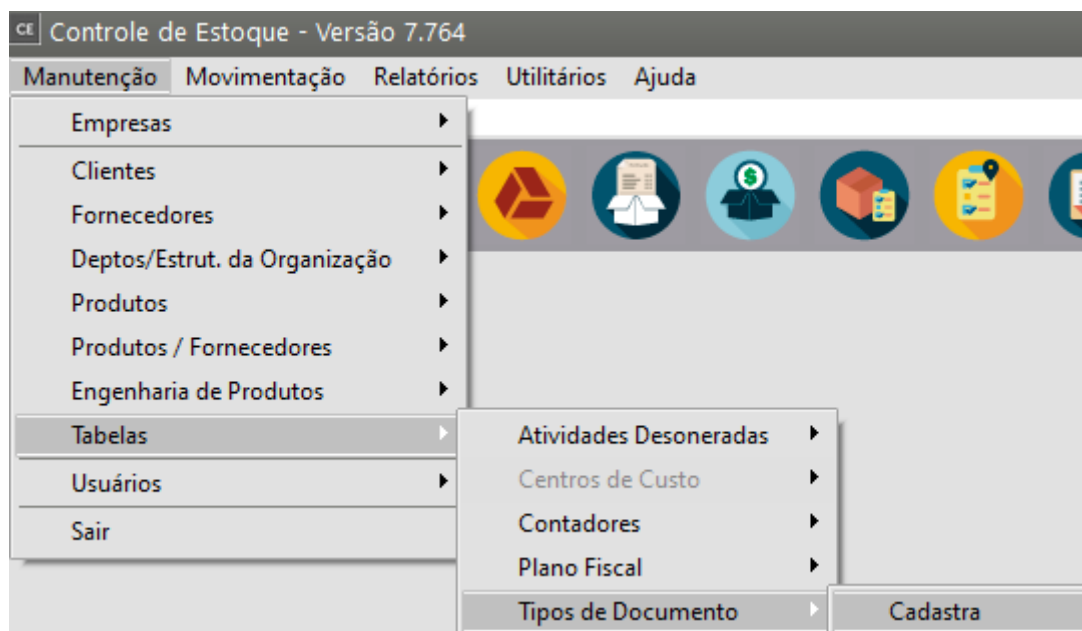 CE Controle de Estoque - Versão 7.764
Manutenção Movimentação Relatórios Utilitários Ajuda
Empresas
Clientes
Fornecedores
Deptos/Estrut. da Organização
Produtos
Produtos / Fornecedores
Engenharia de Produtos
Tabelas
Usuários
Sair
Atividades Desoneradas
Centros de Custo
Contadores
Plano Fiscal
Tipos de Documento
Cadastra